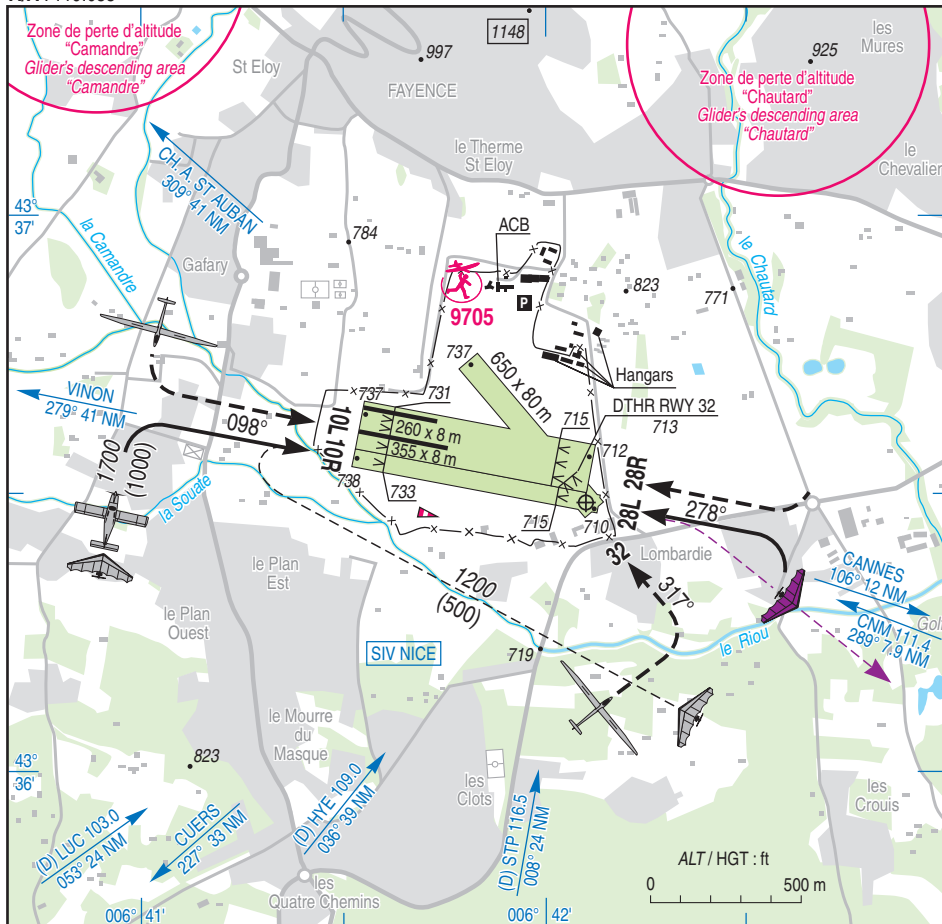 Zone de perte d'altitude
"Camandre"
Glider's descending area
"Camandre"
St Eloy
997
1148
FAYENCE
les
Mures
925
Zone de perte d'altitude
"Chautard"
Glider's descending area
"Chautard"
le Therme
St Eloy
le
Chevalier
CH. A. ST AUBAN
309° 41 NM
43°
37'
la Camandre
784
Gafary
ACB
le Chautard
823
771
P
9705
737
650 x 80 m
Hangars
VINON
279° 41 NM
098°
737
731
DTHR RWY 32
713
715
10L
10R
260 x 8 m
355 x 8 m
712
1700
(1000)
la Souate
738
733
715
710
28L
28R
278°
Lombardie
32
317°
le Plan
Est
le Plan
Ouest
1200
(500)
CANNES
106° 12 NM
CNM 111.4
289° 7.9 NM
Golf
SIV NICE
719
le Riou
le Mourre
du
Masque
823
43°
36'
les
Clots
les
Crouis
(D) LUC 103.0
053° 24 NM
CUERS
227° 33 NM
(D) HYE 109.0
036° 39 NM
(D) STP 116.5
008° 24 NM
ALT / HGT : ft
0
500 m
les
Quatre Chemins
006° 41'
006° 42'